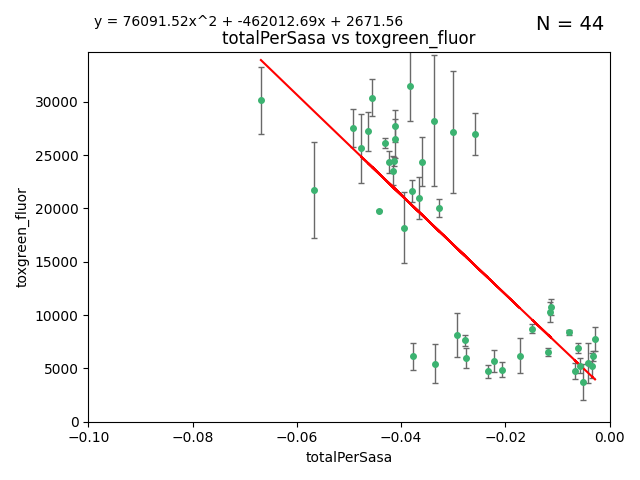 y = 76091.52x^2 + -462012.69x + 2671.56
N = 44
totalPerSasa vs toxgreen_fluor
30000
25000
20000
15000
10000
5000
0
toxgreen_fluor
−0.10
−0.08
−0.06
−0.04
−0.02
0.00
totalPerSasa